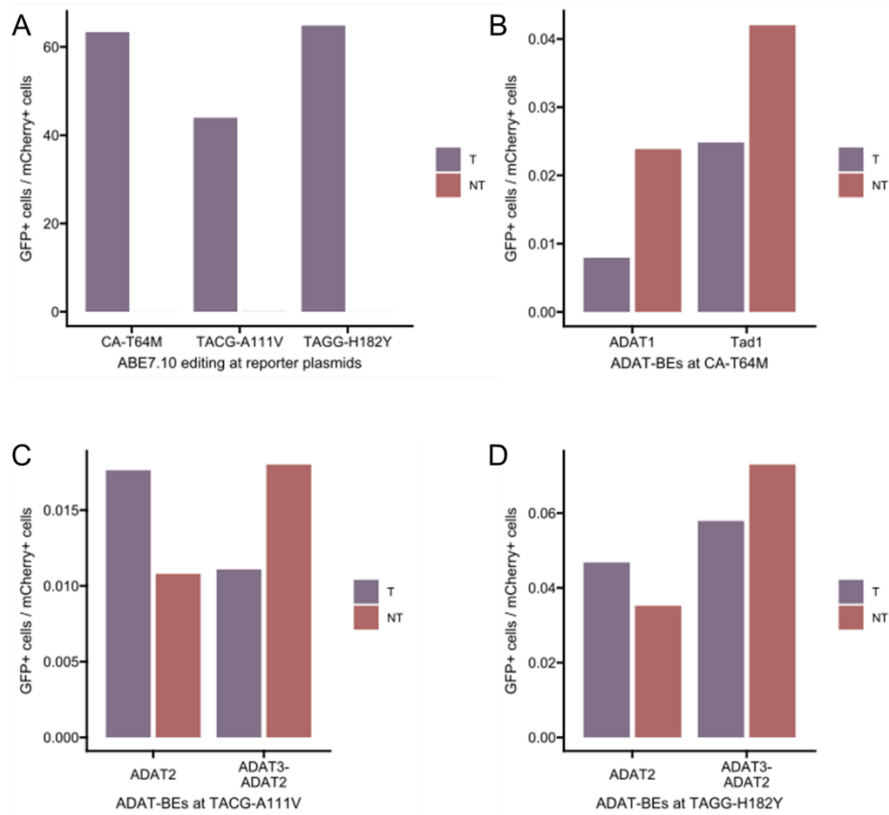 A
GFP+ cells / mCherry+ cells
60
40
20
0
CA-T64M TACG-A111V TAGG-H182Y
ABE7.10 editing at reporter plasmids
T
NT
B
GFP+ cells / mCherry+ cells
0.04
0.03
0.02
0.01
0.00
ADAT1 Tad1
ADAT-BEs at CA-T64M
T
NT
C
GFP+ cells / mCherry+ cells
0.015
0.010
0.005
0.000
ADAT2 ADAT3-
ADAT2
ADAT-BEs at TACG-A111V
T
NT
D
GFP+ cells / mCherry+ cells
0.06
0.04
0.02
0.00
ADAT2 ADAT3-
ADAT2
ADAT-BEs at TAGG-H182Y
T
NT